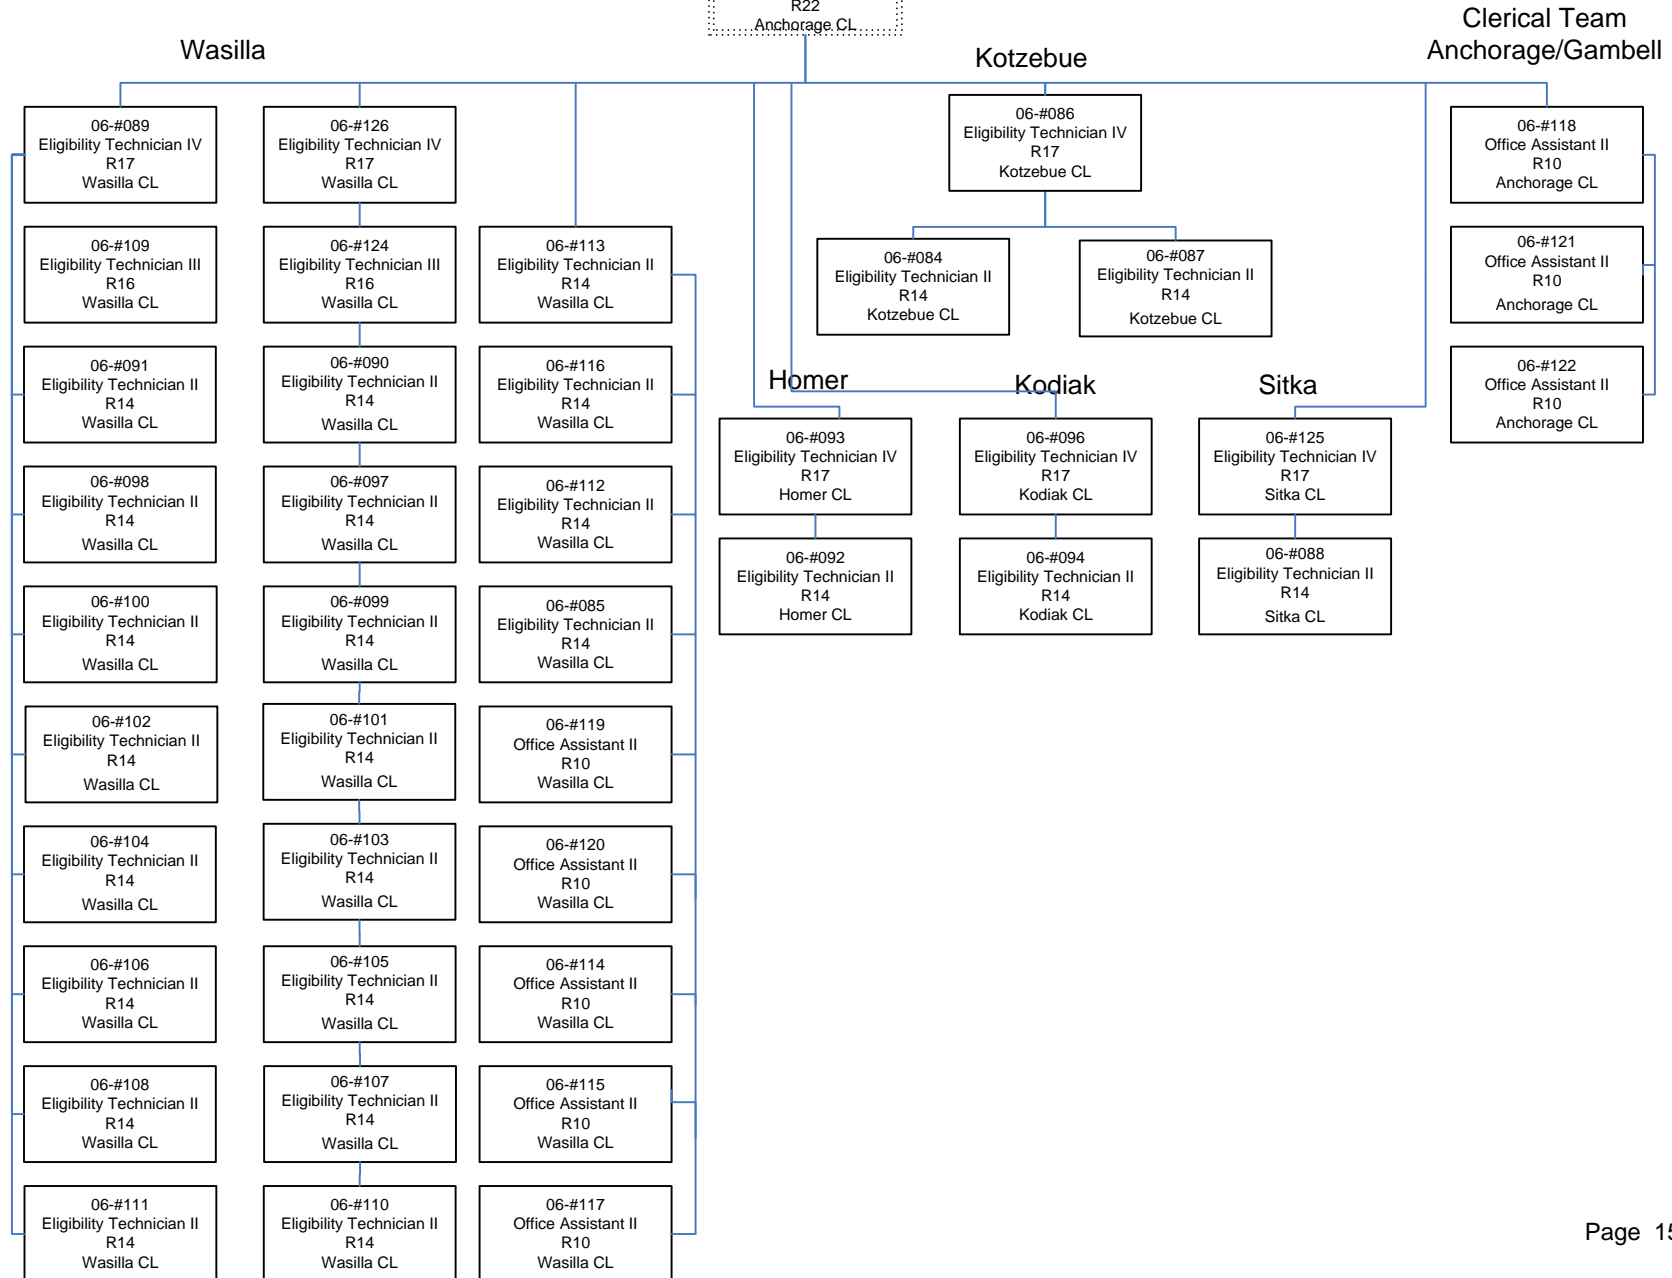 R22
Anchorage CL
Wasilla
Kotzebue
Clerical Team
Anchorage/Gambell
06-#089
Eligibility Technician IV
R17
Wasilla CL
06-#126
Eligibility Technician IV
R17
Wasilla CL
06-#086
Eligibility Technician IV
R17
Kotzebue CL
06-#118
Office Assistant II
R10
Anchorage CL
06-#109
Eligibility Technician III
R16
Wasilla CL
06-#124
Eligibility Technician III
R16
Wasilla CL
06-#113
Eligibility Technician II
R14
Wasilla CL
06-#084
Eligibility Technician II
R14
Kotzebue CL
06-#087
Eligibility Technician II
R14
Kotzebue CL
06-#121
Office Assistant II
R10
Anchorage CL
06-#091
Eligibility Technician II
R14
Wasilla CL
06-#090
Eligibility Technician II
R14
Wasilla CL
06-#116
Eligibility Technician II
R14
Wasilla CL
Homer
Kodiak
Sitka
06-#122
Office Assistant II
R10
Anchorage CL
06-#093
Eligibility Technician IV
R17
Homer CL
06-#096
Eligibility Technician IV
R17
Kodiak CL
06-#125
Eligibility Technician IV
R17
Sitka CL
06-#098
Eligibility Technician II
R14
Wasilla CL
06-#097
Eligibility Technician II
R14
Wasilla CL
06-#112
Eligibility Technician II
R14
Wasilla CL
06-#092
Eligibility Technician II
R14
Homer CL
06-#094
Eligibility Technician II
R14
Kodiak CL
06-#088
Eligibility Technician II
R14
Sitka CL
06-#100
Eligibility Technician II
R14
Wasilla CL
06-#099
Eligibility Technician II
R14
Wasilla CL
06-#085
Eligibility Technician II
R14
Wasilla CL
06-#102
Eligibility Technician II
R14
Wasilla CL
06-#101
Eligibility Technician II
R14
Wasilla CL
06-#119
Office Assistant II
R10
Wasilla CL
06-#104
Eligibility Technician II
R14
Wasilla CL
06-#103
Eligibility Technician II
R14
Wasilla CL
06-#120
Office Assistant II
R10
Wasilla CL
06-#106
Eligibility Technician II
R14
Wasilla CL
06-#105
Eligibility Technician II
R14
Wasilla CL
06-#114
Office Assistant II
R10
Wasilla CL
06-#108
Eligibility Technician II
R14
Wasilla CL
06-#107
Eligibility Technician II
R14
Wasilla CL
06-#115
Office Assistant II
R10
Wasilla CL
06-#111
Eligibility Technician II
R14
Wasilla CL
06-#110
Eligibility Technician II
R14
Wasilla CL
06-#117
Office Assistant II
R10
Wasilla CL
Page 15